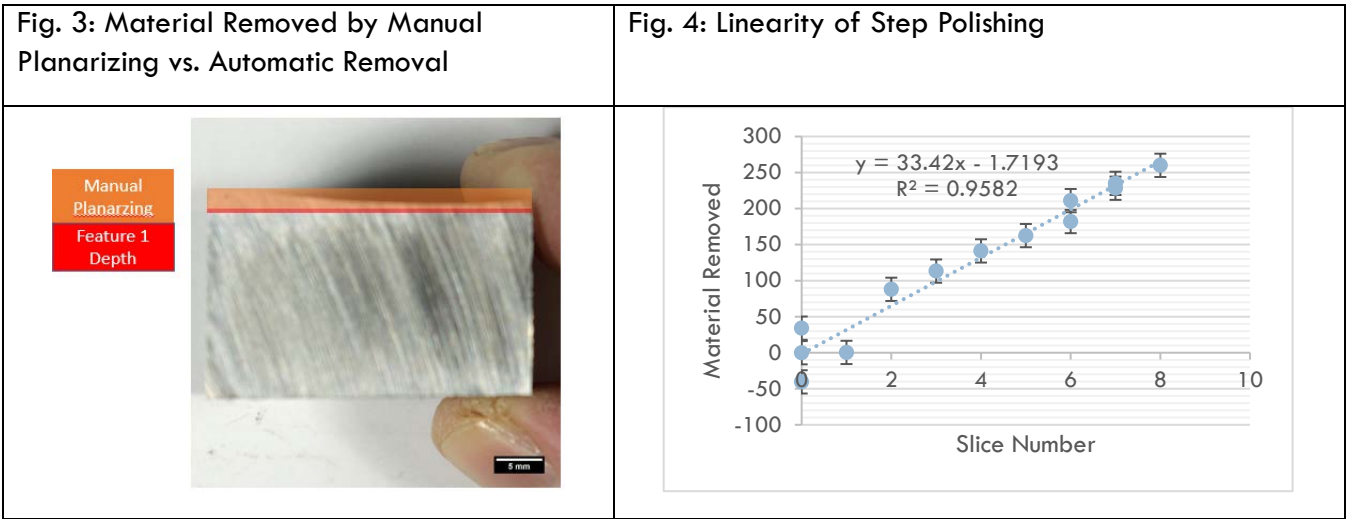 Fig. 3: Material Removed by Manual
Planarizing vs. Automatic Removal
Fig. 4: Linearity of Step Polishing
Manual
Planarzing
Feature 1
Depth
5 mm
300
250
200
150
100
50
0
-50
-100
y = 33.42x - 1.7193
R² = 0.9582
Material Removed
0
2
4
6
8
10
Slice Number